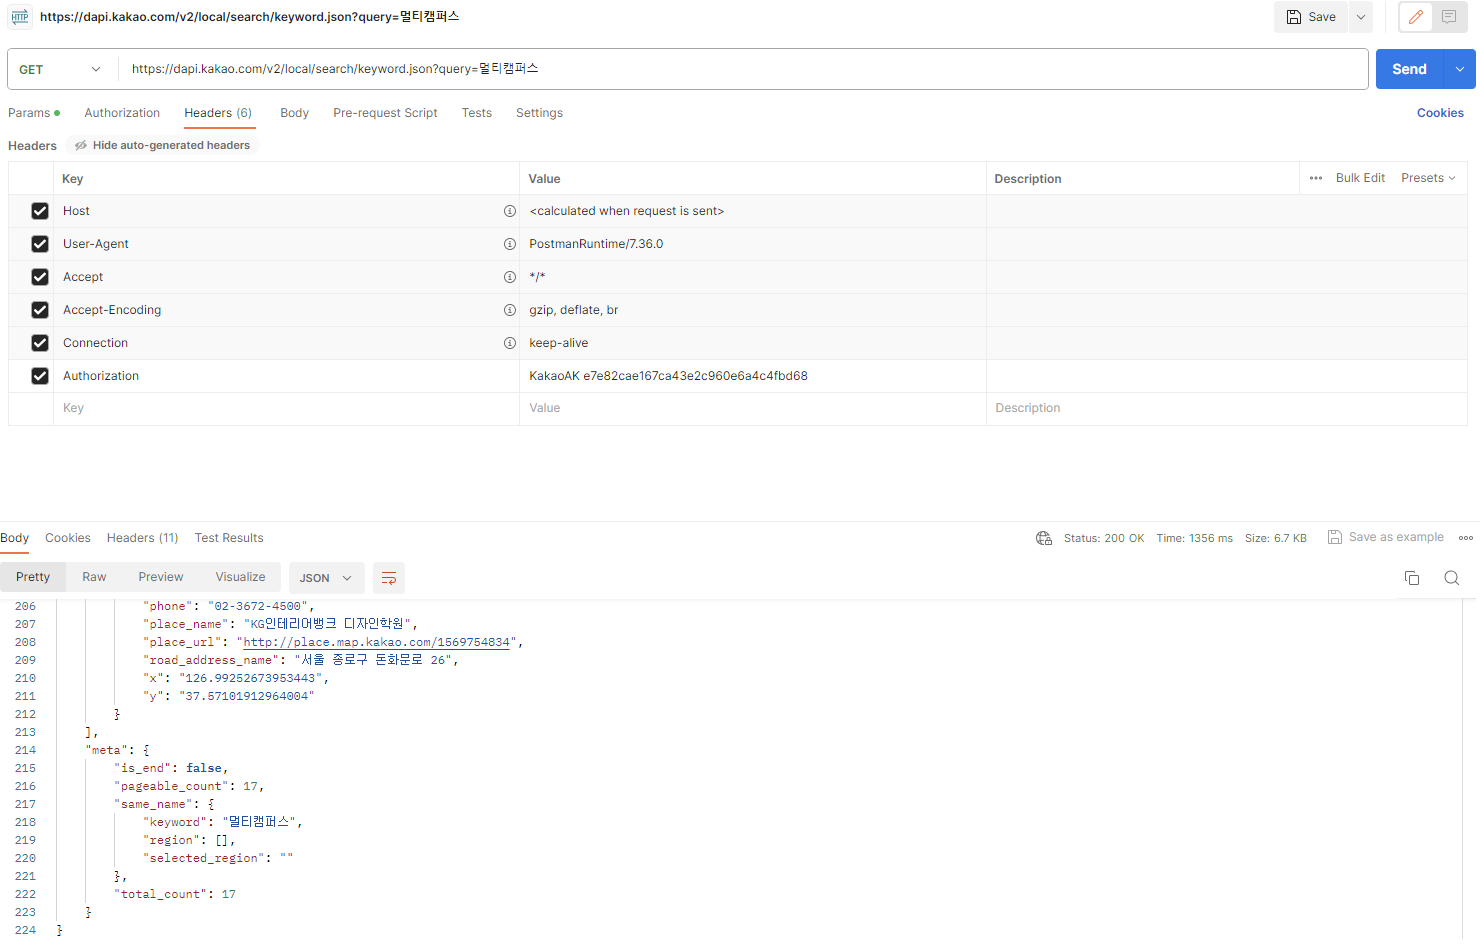 HTTP https://dapi.kakao.com/v2/local/search/keyword.json?query=멀티캠퍼스 Save
GET https://dapi.kakao.com/v2/local/search/keyword.json?query=멀티캠퍼스 Send
Params Authorization Headers (6) Body Pre-request Script Tests Settings Cookies
Headers Hide auto-generated headers
Key Value Description ••• Bulk Edit Presets
Host <calculated when request is sent>
User-Agent PostmanRuntime/7.36.0
Accept */*
Accept-Encoding gzip, deflate, br
Connection keep-alive
Authorization KakaoAK e7e82cae167ca43e2c960e6a4c4fbd68
Key Value Description
Body Cookies Headers (11) Test Results Status: 200 OK Time: 1356 ms Size: 6.7 KB Save as example
Pretty Raw Preview Visualize JSON
206 "phone": "02-3672-4500",
207 "place_name": "KG인테리어뱅크 디자인학원",
208 "place_url": "http://place.map.kakao.com/1569754834",
209 "road_address_name": "서울 종로구 돈화문로 26",
210 "x": "126.99252673953443",
211 "y": "37.57101912964004"
212 }
213 ],
214 "meta": {
215 "is_end": false,
216 "pageable_count": 17,
217 "same_name": {
218 "keyword": "멀티캠퍼스",
219 "region": [],
220 "selected_region": ""
221 },
222 "total_count": 17
223 }
224 }